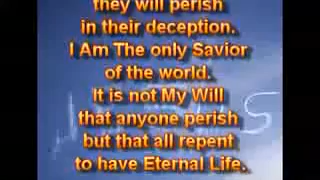 they will perish
in their deception.
I Am The only Savior
of the world.
It is not My Will
that anyone perish
but that all repent
to have Eternal Life.